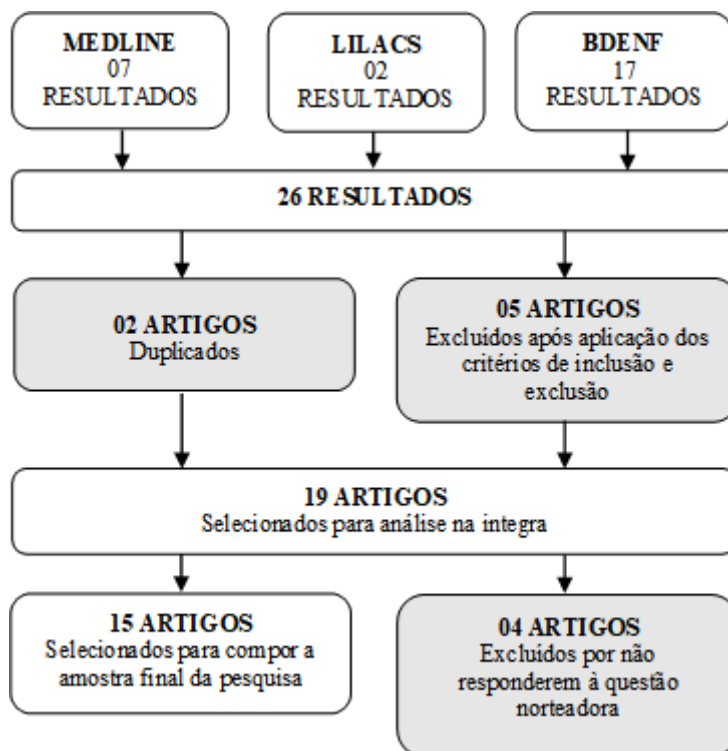 MEDLINE
07
RESULTADOS
LILACS
02
RESULTADOS
BDENF
17
RESULTADOS
26 RESULTADOS
02 ARTIGOS
Duplicados
05 ARTIGOS
Excluídos após aplicação dos
critérios de inclusão e
exclusão
19 ARTIGOS
Selecionados para análise na integra
15 ARTIGOS
Selecionados para compor a
amostra final da pesquisa
04 ARTIGOS
Excluídos por não
responderem à questão
norteadora